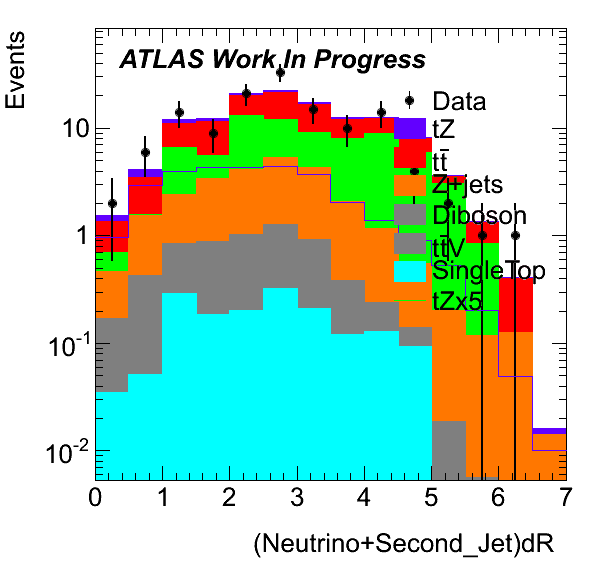 Events
ATLAS Work In Progress
Data
tZ
tt̄
Z+jets
Diboson
tt̄V
SingleTop
tZx5
10
1
10⁻¹
10⁻²
0 1 2 3 4 5 6 7
(Neutrino+Second_Jet)dR